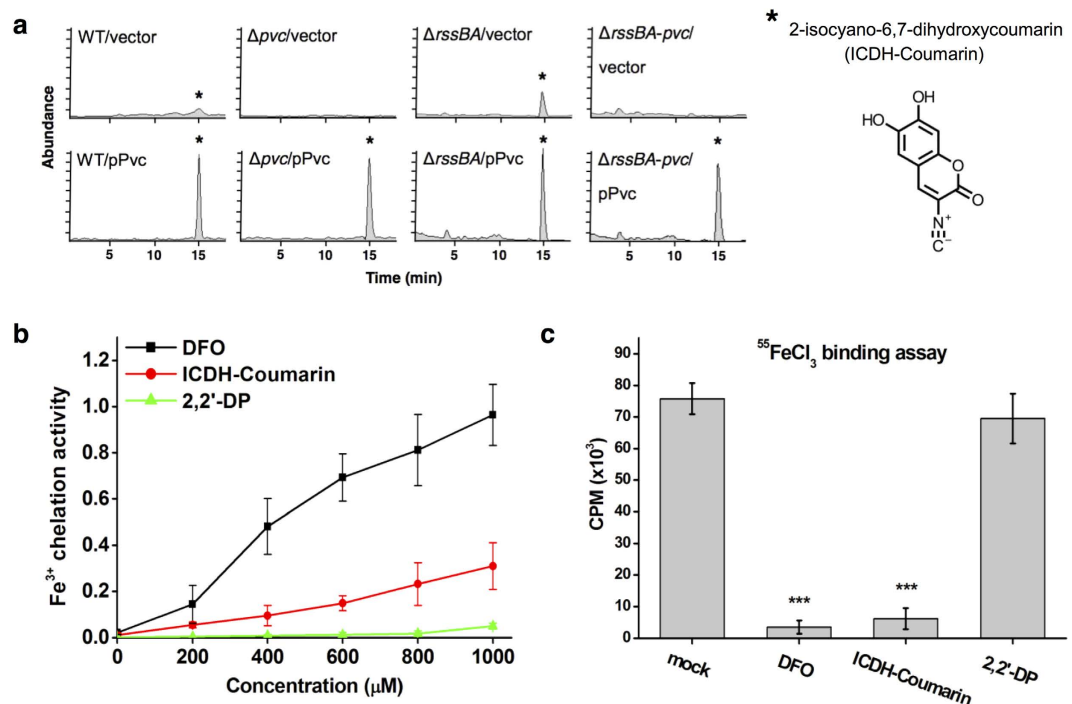 a
WT/vector
Δpvc/vector
ΔrssBA/vector
ΔrssBA-pvc/
vector
*
*
Abundance
WT/pPvc
Δpvc/pPvc
ΔrssBA/pPvc
ΔrssBA-pvc/
pPvc
*
*
*
*
5 10 15
5 10 15
5 10 15
5 10 15
Time (min)
* 2-isocyano-6,7-dihydroxycoumarin
(ICDH-Coumarin)
OH
HO
O
O
N+
C−
b
DFO
ICDH-Coumarin
2,2'-DP
Fe3+ chelation activity
1.2
1.0
0.8
0.6
0.4
0.2
0.0
0 200 400 600 800 1000
Concentration (μM)
c
55FeCl3 binding assay
CPM (x10³)
90
80
70
60
50
40
30
20
10
0
***
***
mock
DFO
ICDH-Coumarin
2,2'-DP